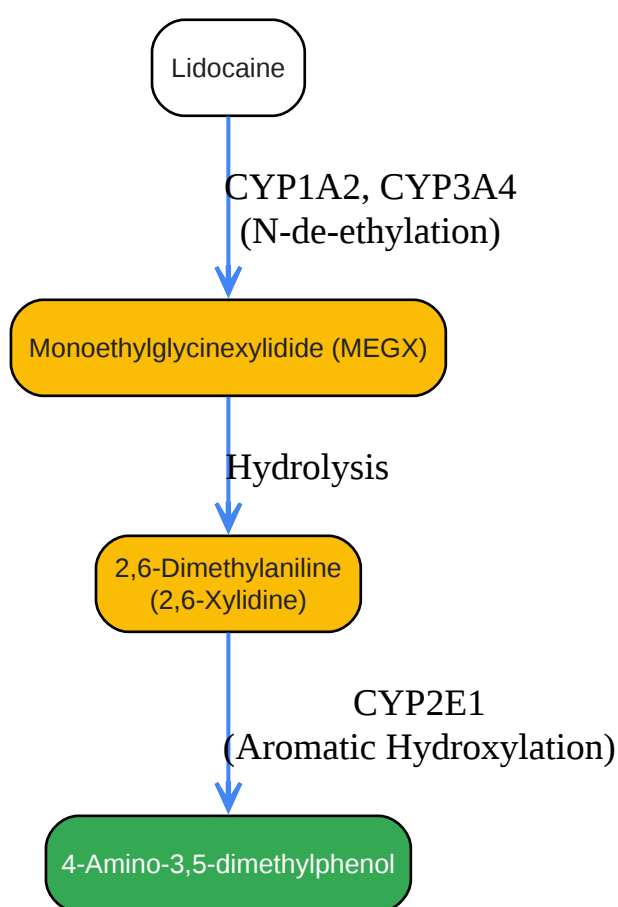 Lidocaine
CYP1A2, CYP3A4
(N-de-ethylation)
Monoethylglycinexylidide (MEGX)
Hydrolysis
2,6-Dimethylaniline
(2,6-Xylidine)
CYP2E1
(Aromatic Hydroxylation)
4-Amino-3,5-dimethylphenol